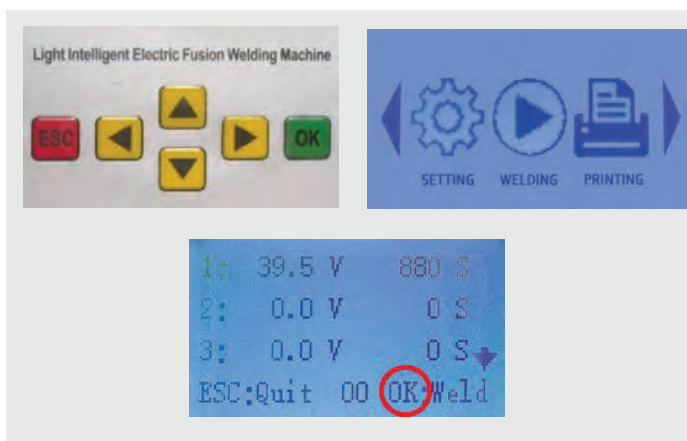 Light Intelligent Electric Fusion Welding Machine
ESC OK
SETTING WELDING PRINTING
1: 39.5 V 880 S
2: 0.0 V 0 S
3: 0.0 V 0 S
ESC:Quit 00 OK:Weld